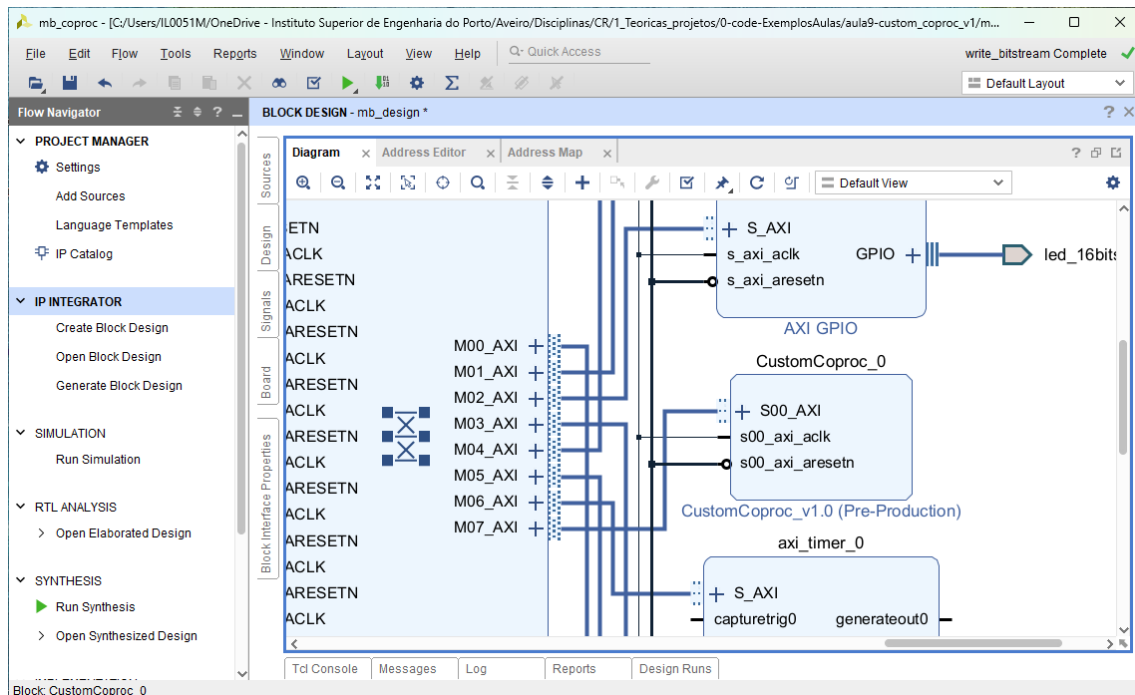 mb_coproc - [C:/Users/IL0051M/OneDrive - Instituto Superior de Engenharia do Porto/Aveiro/Disciplinas/CR/1_Teoricas_projetos/0-code-ExemplosAulas/aula9-custom_coproc_v1/m...
File Edit Flow Tools Reports Window Layout View Help Q- Quick Access write_bitstream Complete
Default Layout
Flow Navigator
PROJECT MANAGER
Settings
Add Sources
Language Templates
IP Catalog
IP INTEGRATOR
Create Block Design
Open Block Design
Generate Block Design
SIMULATION
Run Simulation
RTL ANALYSIS
Open Elaborated Design
SYNTHESIS
Run Synthesis
Open Synthesized Design
BLOCK DESIGN - mb_design *
Sources
Design
Signals
Board
Block Interface Properties
Diagram Address Editor Address Map
Default View
ETN
ACLK
ARESETN
ACLK
ARESETN
ACLK
ARESETN
ACLK
ARESETN
ACLK
ARESETN
ACLK
ARESETN
ACLK
ARESETN
ACLK
M00_AXI
M01_AXI
M02_AXI
M03_AXI
M04_AXI
M05_AXI
M06_AXI
M07_AXI
S_AXI
s_axi_aclk GPIO led_16bits
s_axi_aresetn
AXI GPIO
CustomCoproc_0
S00_AXI
s00_axi_aclk
s00_axi_aresetn
CustomCoproc_v1.0 (Pre-Production)
axi_timer_0
S_AXI
capturetrig0 generateout0
Tcl Console Messages Log Reports Design Runs
Block: CustomCoproc_0